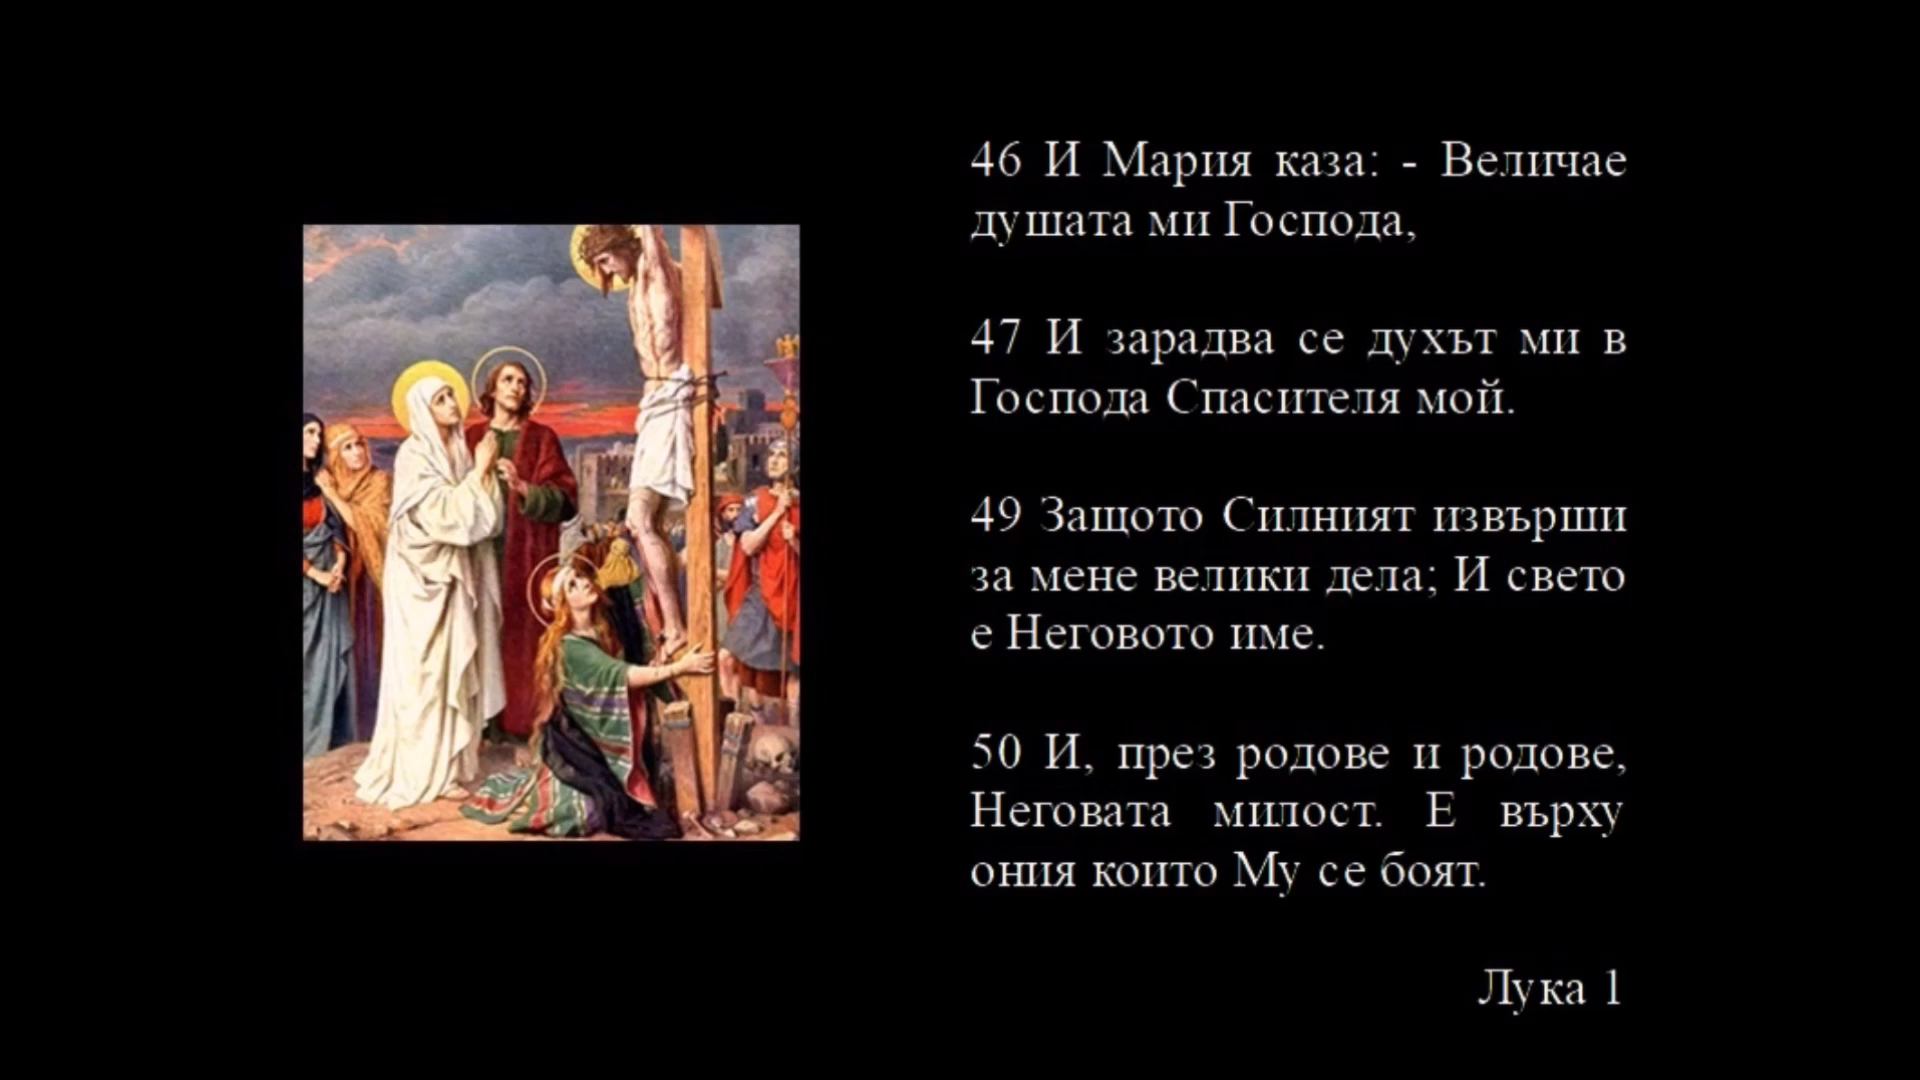 46 И Мария каза: - Величае
душата ми Господа,
47 И зарадва се духът ми в
Господа Спасителя мой.
49 Защото Силният извърши
за мене велики дела; И свето
е Неговото име.
50 И, през родове и родове,
Неговата милост. Е върху
ония които Му се боят.
Лука 1